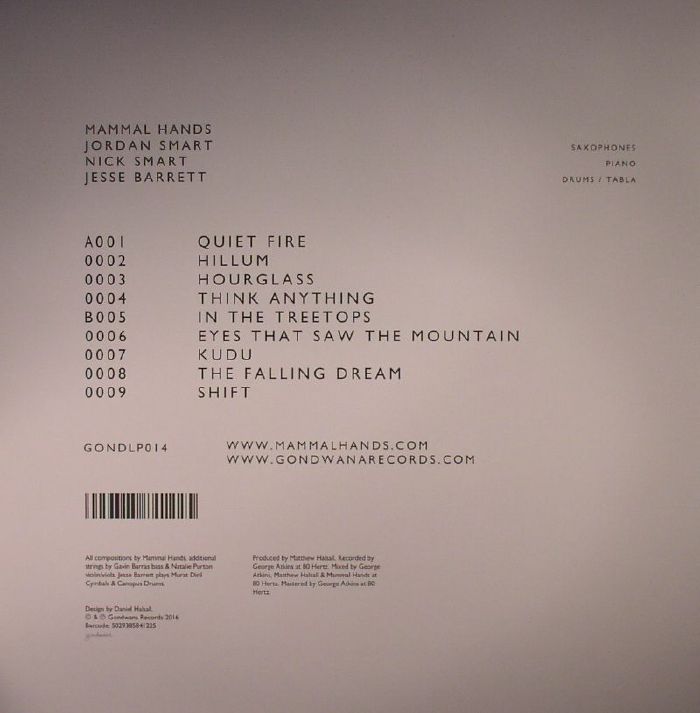 MAMMAL HANDS
JORDAN SMART
NICK SMART
JESSE BARRETT
SAXOPHONES
PIANO
DRUMS / TABLA
A001 QUIET FIRE
0002 HILLUM
0003 HOURGLASS
0004 THINK ANYTHING
B005 IN THE TREETOPS
0006 EYES THAT SAW THE MOUNTAIN
0007 KUDU
0008 THE FALLING DREAM
0009 SHIFT
GONDLP014
WWW.MAMMALHANDS.COM
WWW.GONDWANARECORDS.COM
All compositions by Mammal Hands, additional
strings by Gavin Barras bass & Natalie Purton
violin/viola. Jesse Barrett plays Murat Diril
Cymbals & Canopus Drums.
Produced by Matthew Halsall. Recorded by
George Atkins at 80 Hertz. Mixed by George
Atkins, Matthew Halsall & Mammal Hands at
80 Hertz. Mastered by George Atkins at 80
Hertz.
Design by Daniel Halsall.
© & ℗ Gondwana Records 2016
Barcode:
gondwana